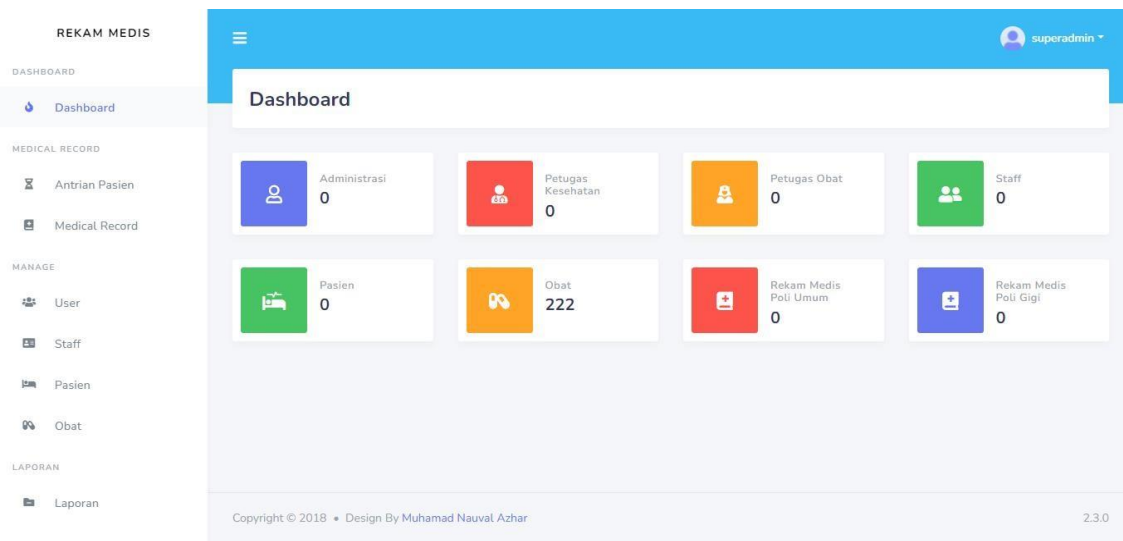 REKAM MEDIS
DASHBOARD
Dashboard
MEDICAL RECORD
Antrian Pasien
Medical Record
MANAGE
User
Staff
Pasien
Obat
LAPORAN
Laporan
superadmin
Dashboard
Administrasi
0
Petugas
Kesehatan
0
Petugas Obat
0
Staff
0
Pasien
0
Obat
222
Rekam Medis
Poli Umum
0
Rekam Medis
Poli Gigi
0
Copyright © 2018 • Design By Muhamad Nauval Azhar
2.3.0